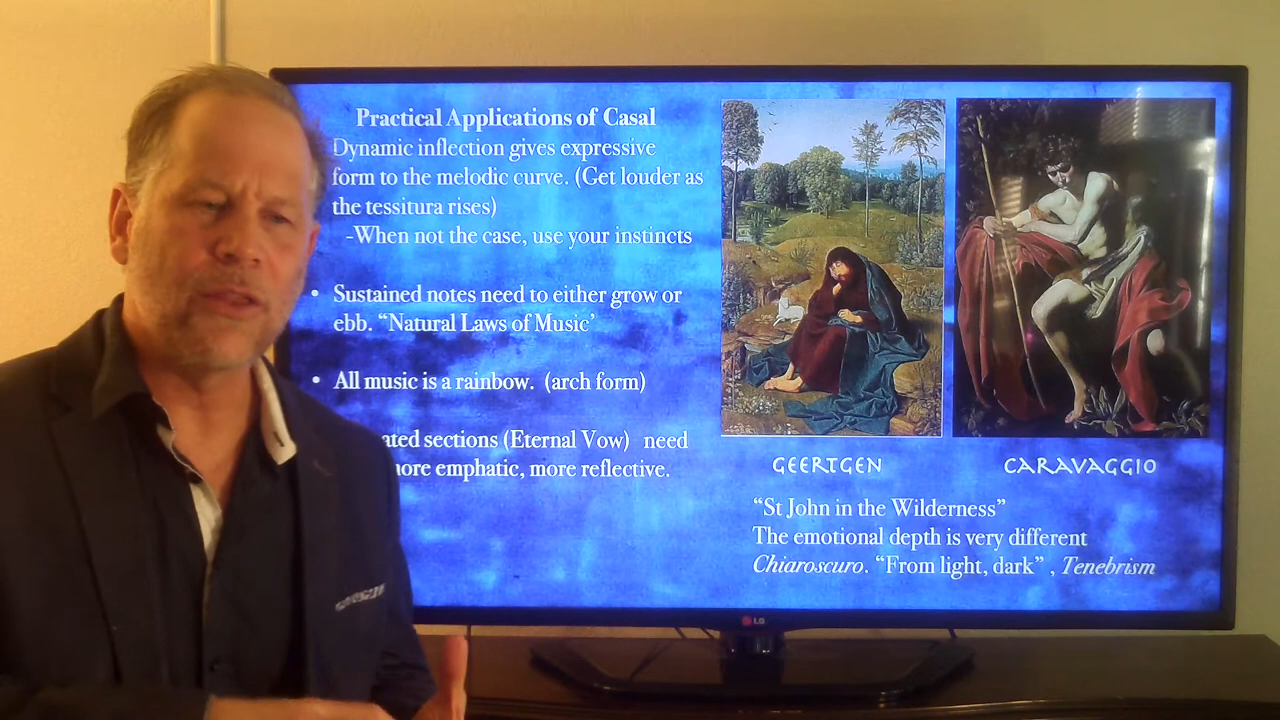 Practical Applications of Casal
Dynamic inflection gives expressive
form to the melodic curve. (Get louder as
the tessitura rises)
-When not the case, use your instincts
• Sustained notes need to either grow or
ebb. “Natural Laws of Music’
• All music is a rainbow. (arch form)
sections (Eternal Vow) need
emphatic, more reflective.
GEERTGEN
CARAVAGGIO
“St John in the Wilderness”
The emotional depth is very different
Chiaroscuro. “From light, dark” , Tenebrism
LG